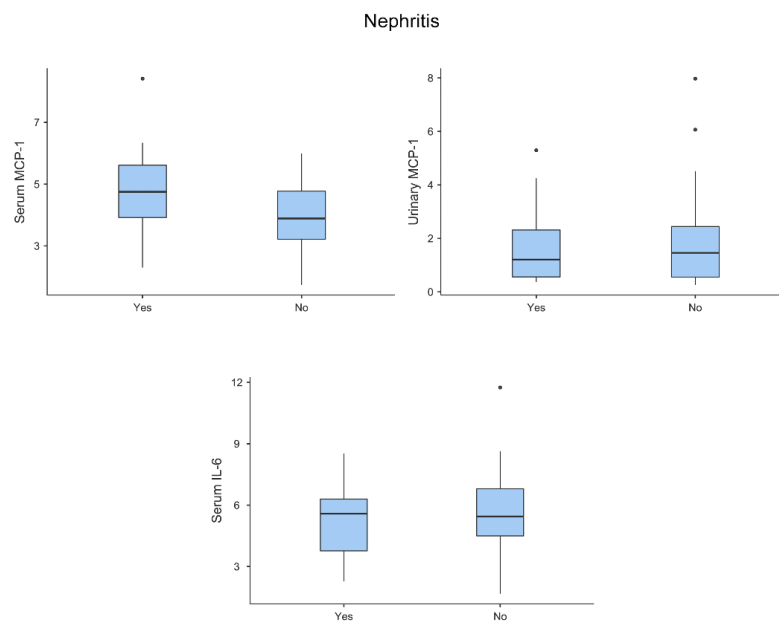 Nephritis
Serum MCP-1
7
5
3
Yes No
Urinary MCP-1
8
6
4
2
0
Yes No
Serum IL-6
12
9
6
3
Yes No